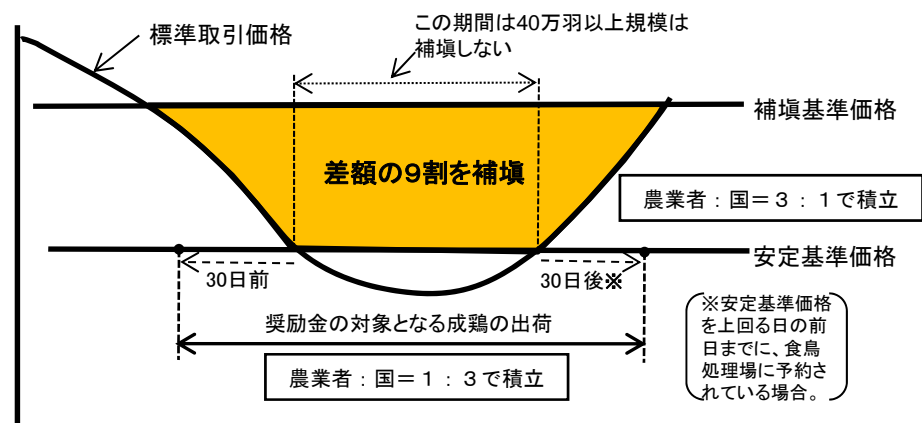 標準取引価格
この期間は40万羽以上規模は
補塡しない
補塡基準価格
差額の9割を補塡
農業者：国＝３：１で積立
安定基準価格
30日前
30日後※
奨励金の対象となる成鶏の出荷
農業者：国＝１：３で積立
※安定基準価格
を上回る日の前
日までに、食鳥
処理場に予約さ
れている場合。